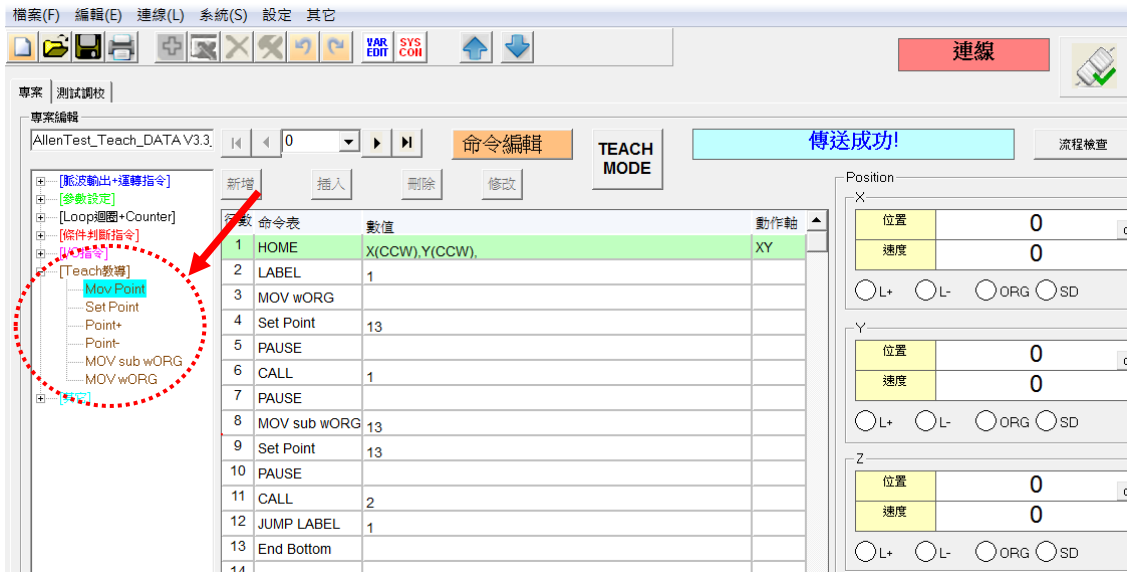 檔案(F) 編輯(E) 連線(L) 系統(S) 設定 其它
VAR EDIT
SYS CON
連線
專案 測試調校
專案編輯
AllenTest_Teach_DATA V3.3
0
命令編輯
TEACH MODE
傳送成功!
流程檢查
新增 插入 刪除 修改
[脈波輸出+運轉指令]
[參數設定]
[Loop迴圈+Counter]
[條件判斷指令]
[I/O指令]
[Teach教導]
Mov Point
Set Point
Point+
Point-
MOV sub wORG
MOV wORG
[其它]
行數 命令表 數值 動作軸
1 HOME X(CCW),Y(CCW), XY
2 LABEL 1
3 MOV wORG
4 Set Point 13
5 PAUSE
6 CALL 1
7 PAUSE
8 MOV sub wORG 13
9 Set Point 13
10 PAUSE
11 CALL 2
12 JUMP LABEL 1
13 End Bottom
14
Position
X
位置 0
速度 0
L+ L- ORG SD
Y
位置 0
速度 0
L+ L- ORG SD
Z
位置 0
速度 0
L+ L- ORG SD